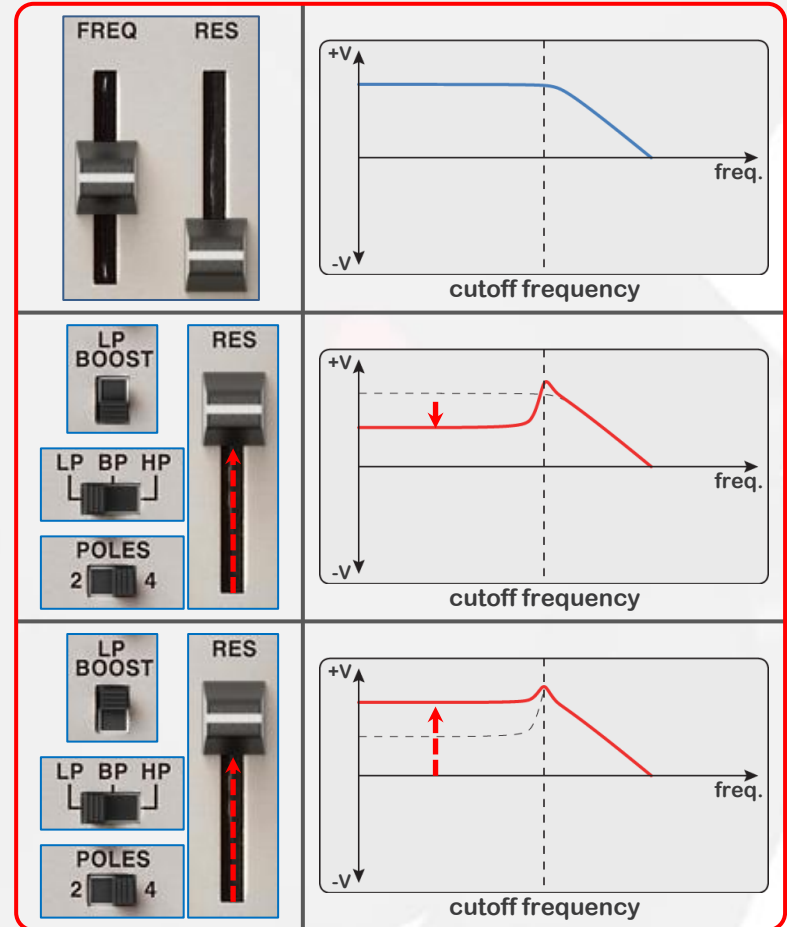 FREQ RES
+V
freq.
-V
cutoff frequency
LP
BOOST
RES
LP BP HP
POLES
2 4
+V
freq.
-V
cutoff frequency
LP
BOOST
RES
LP BP HP
POLES
2 4
+V
freq.
-V
cutoff frequency